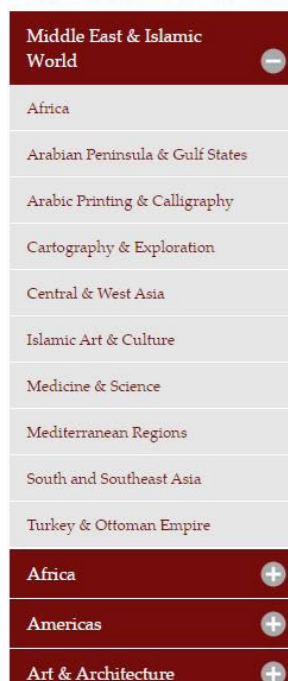 Middle East & Islamic
World
Africa
Arabian Peninsula & Gulf States
Arabic Printing & Calligraphy
Cartography & Exploration
Central & West Asia
Islamic Art & Culture
Medicine & Science
Mediterranean Regions
South and Southeast Asia
Turkey & Ottoman Empire
Africa
Americas
Art & Architecture